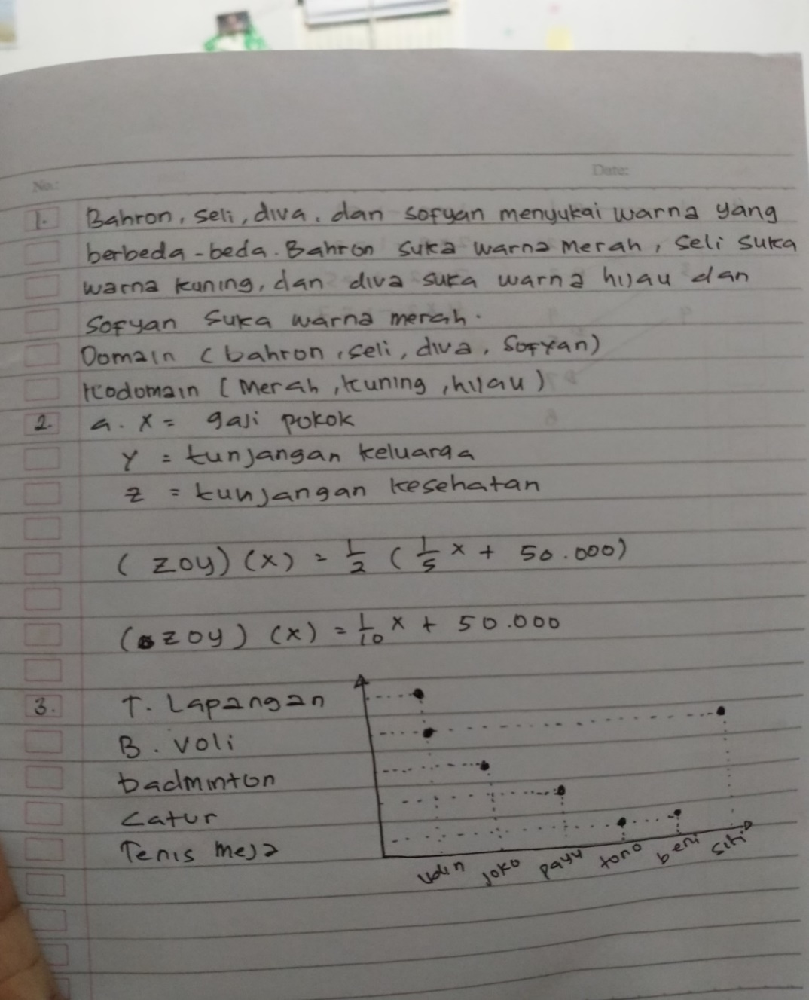 No.:
Date:
1. Bahron, seli, diva, dan sofyan menyukai warna yang
berbeda-beda. Bahron suka warna merah, seli suka
warna kuning, dan diva suka warna hijau dan
Sofyan suka warna merah.
Domain (bahron, seli, diva, Sofyan)
Kodomain (Merah, kuning, hijau)
2. a. x = gaji pokok
y = tunjangan keluarga
z = tunjangan kesehatan
(zoy)(x) = 1/2 (1/5 x + 50.000)
(zoy) (x) = 1/10 x + 50.000
3. T. Lapangan
B. Voli
badminton
Catur
Tenis meja
udin joko payu tono beni siti